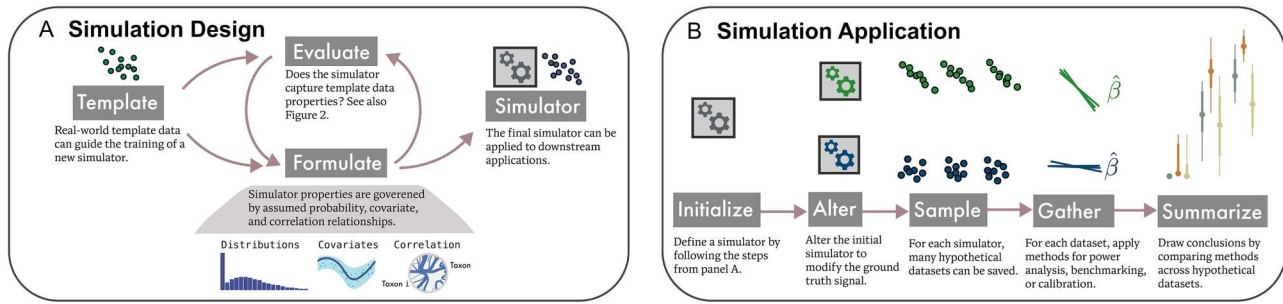 A Simulation Design
Template
Real-world template data
can guide the training of a
new simulator.
Evaluate
Does the simulator
capture template data
properties? See also
Figure 2.
Formulate
Simulator properties are goverened
by assumed probability, covariate,
and correlation relationships.
Distributions
Covariates
Correlation
Taxon
Taxon i
Simulator
The final simulator can be
applied to downstream
applications.
B Simulation Application
β̂
β̂
Initialize
Define a simulator by
following the steps
from panel A.
Alter
Alter the initial
simulator to
modify the ground
truth signal.
Sample
For each simulator,
many hypothetical
datasets can be saved.
Gather
For each dataset, apply
methods for power
analysis, benchmarking,
or calibration.
Summarize
Draw conclusions by
comparing methods
across hypothetical
datasets.